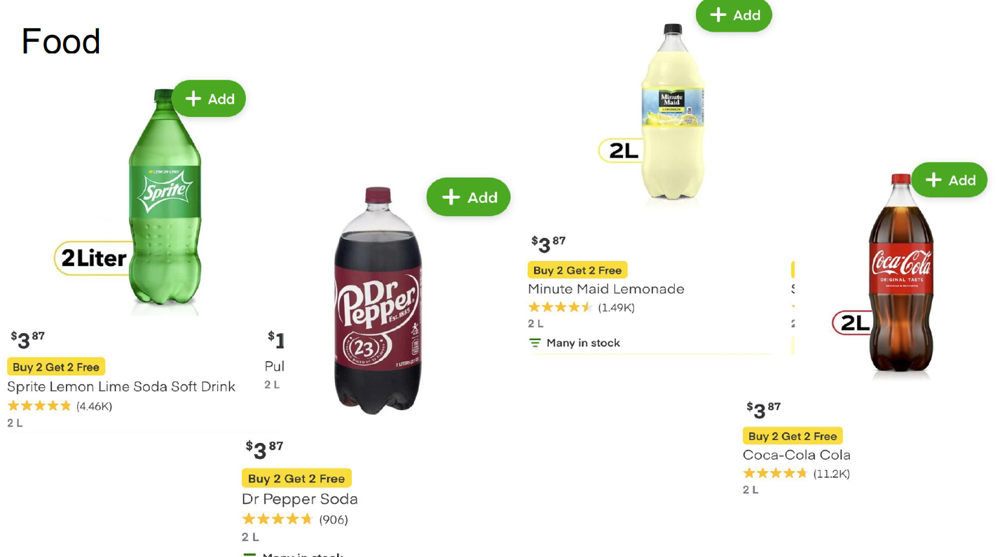 Food
+ Add
LEMON-LIME
Sprite
2Liter
$3 87
Buy 2 Get 2 Free
Sprite Lemon Lime Soda Soft Drink
(4.46K)
2 L
$1
Pul
2 L
+ Add
Dr
Pepper
Est. 1885
23
2 LITERS
$3 87
Buy 2 Get 2 Free
Dr Pepper Soda
(906)
2 L
Many in stock
+ Add
Minute
Maid
LEMONADE
2L
$3 87
Buy 2 Get 2 Free
Minute Maid Lemonade
(1.49K)
2 L
Many in stock
+ Add
Coca-Cola
ORIGINAL TASTE
2L
$3 87
Buy 2 Get 2 Free
Coca-Cola Cola
(11.2K)
2 L